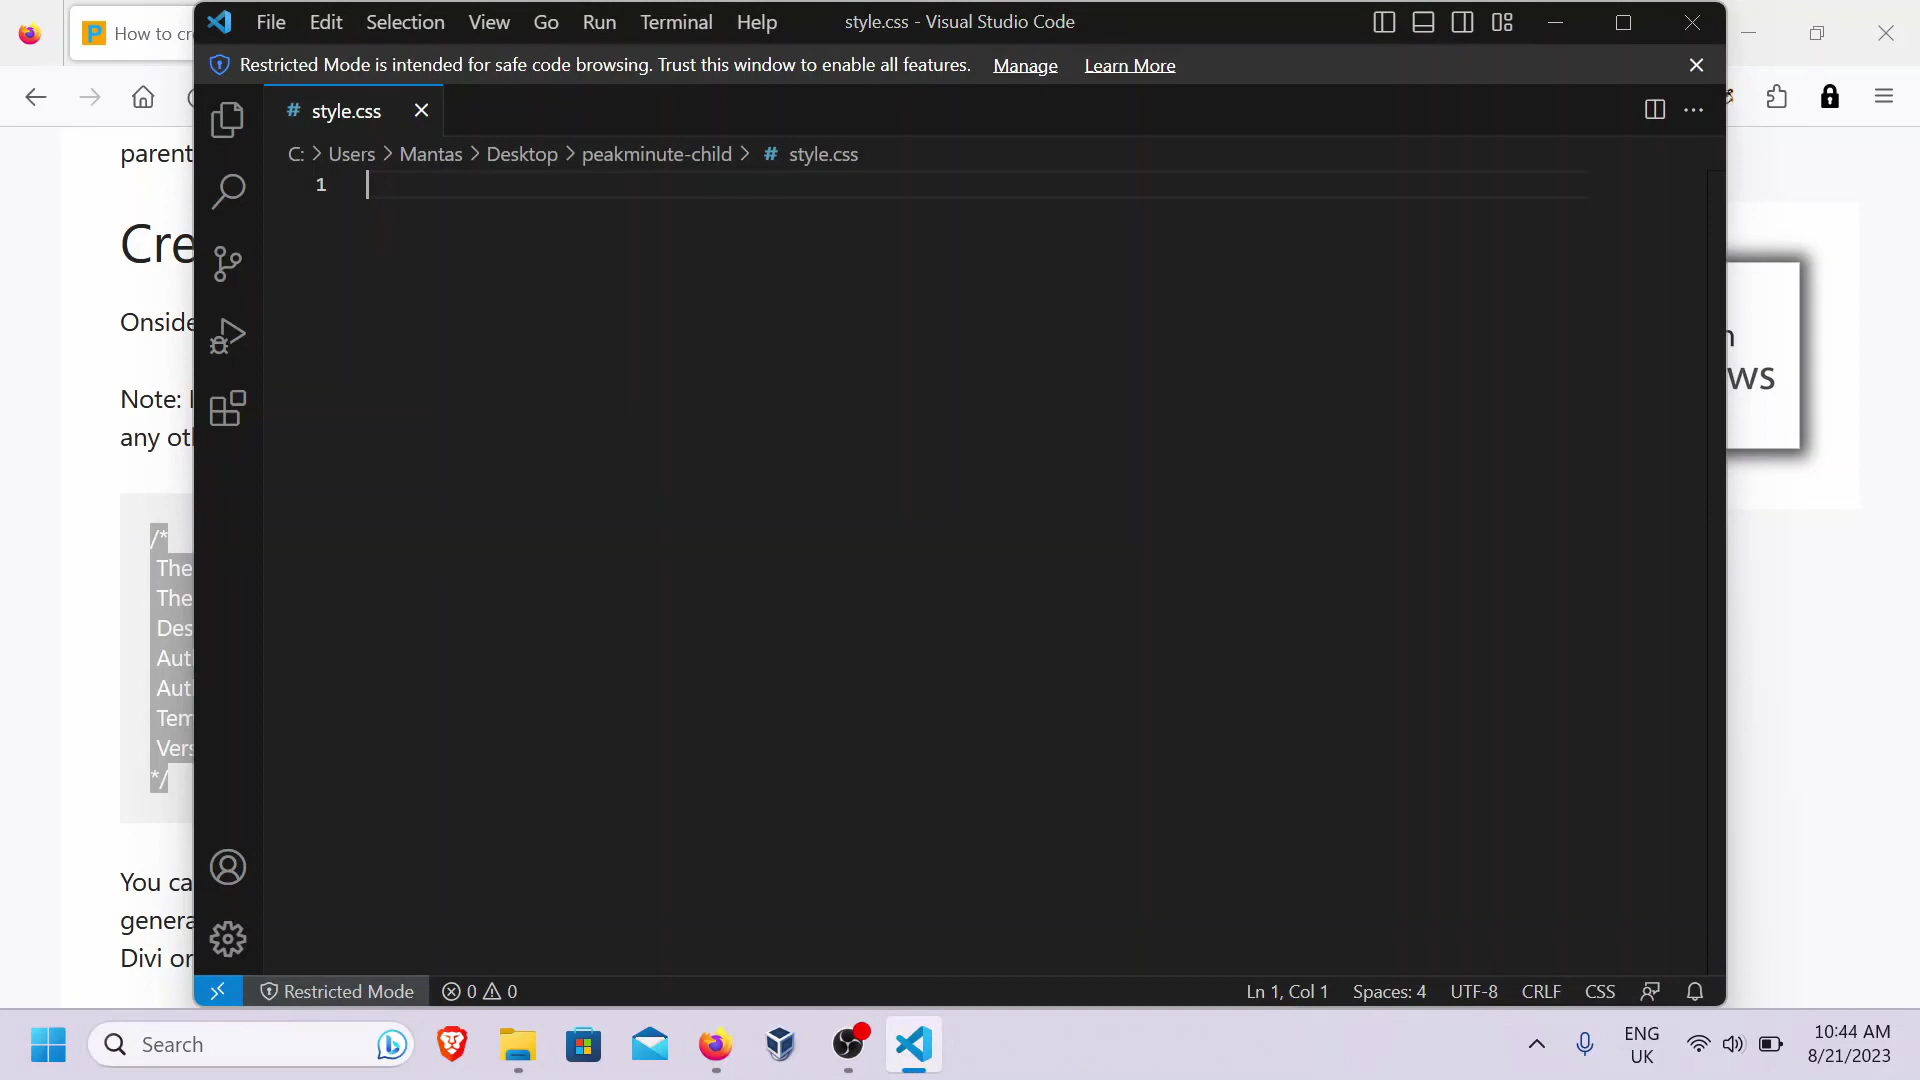 How to cr
File Edit Selection View Go Run Terminal Help style.css - Visual Studio Code
Restricted Mode is intended for safe code browsing. Trust this window to enable all features. Manage Learn More
# style.css
C: > Users > Mantas > Desktop > peakminute-child > # style.css
1
parent
Cre
Onside
Note:
any oth
/*
The
The
Des
Aut
Aut
Tem
Vers
*/
You ca
genera
Divi or
n
ws
Restricted Mode 0 0 Ln 1, Col 1 Spaces: 4 UTF-8 CRLF CSS
Search
ENG
UK
10:44 AM
8/21/2023